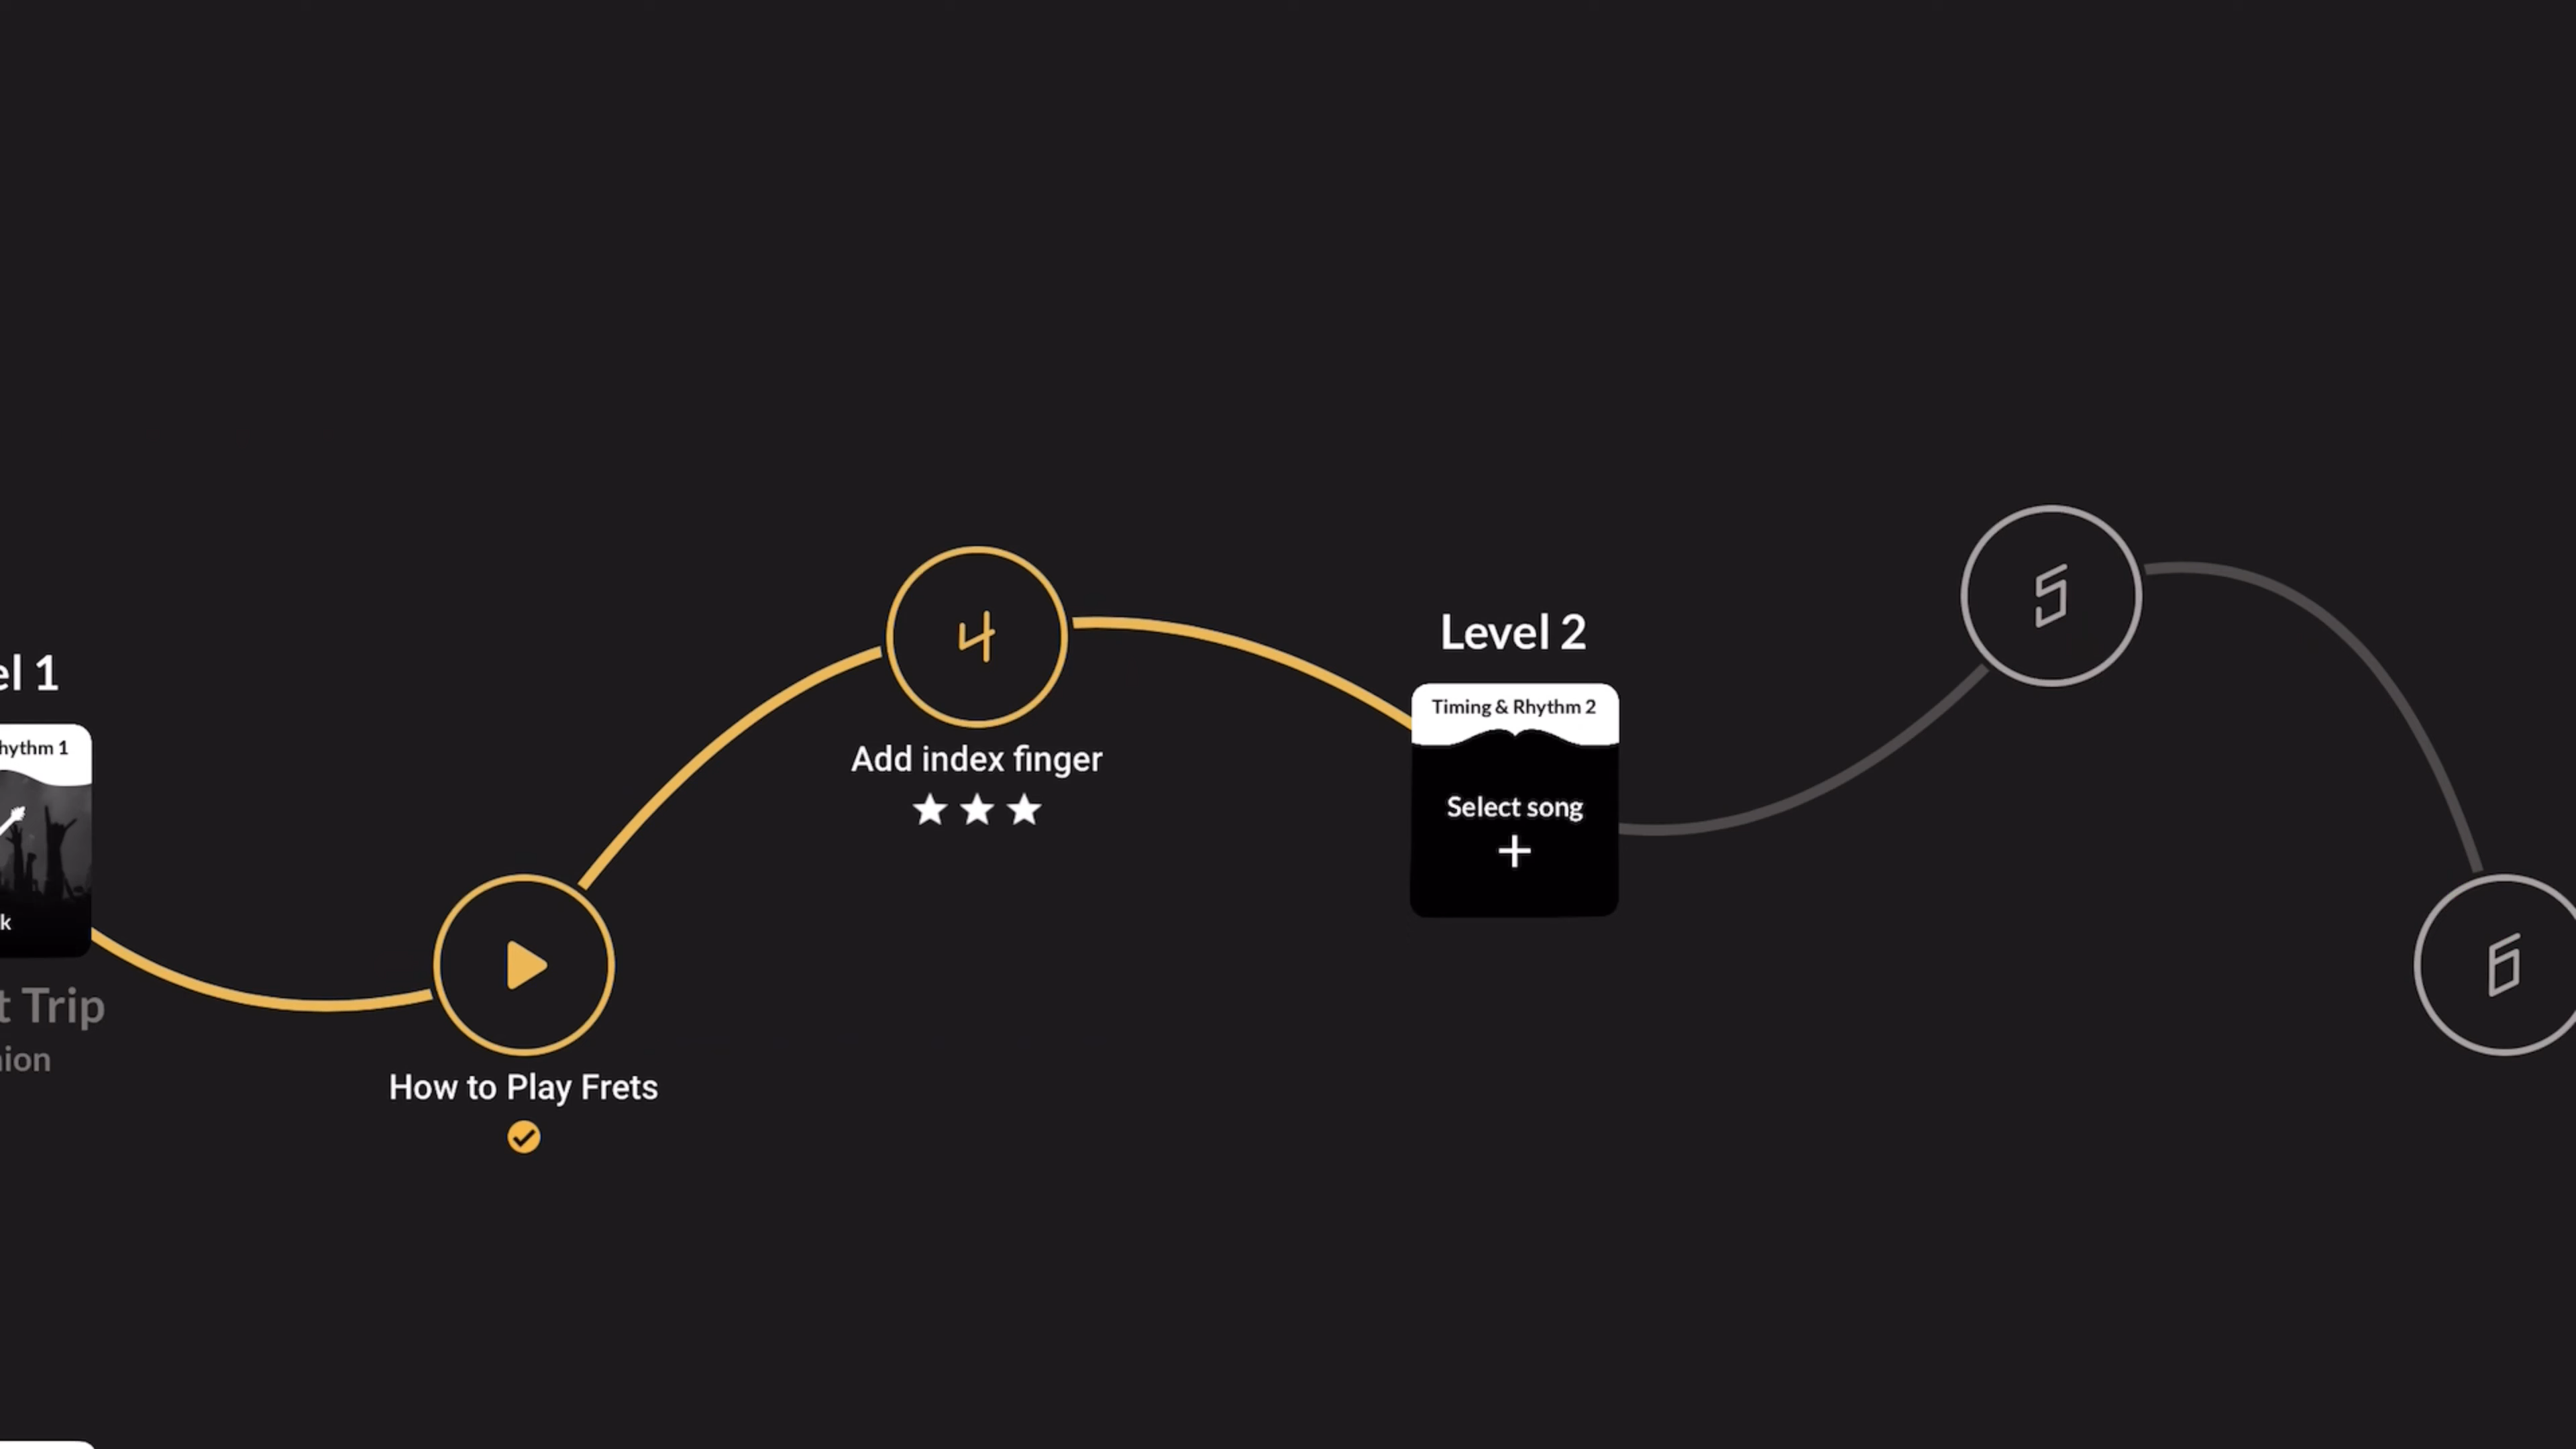 el 1
hythm 1
k
t Trip
nion
How to Play Frets
4
Add index finger
Level 2
Timing & Rhythm 2
Select song
+
5
6